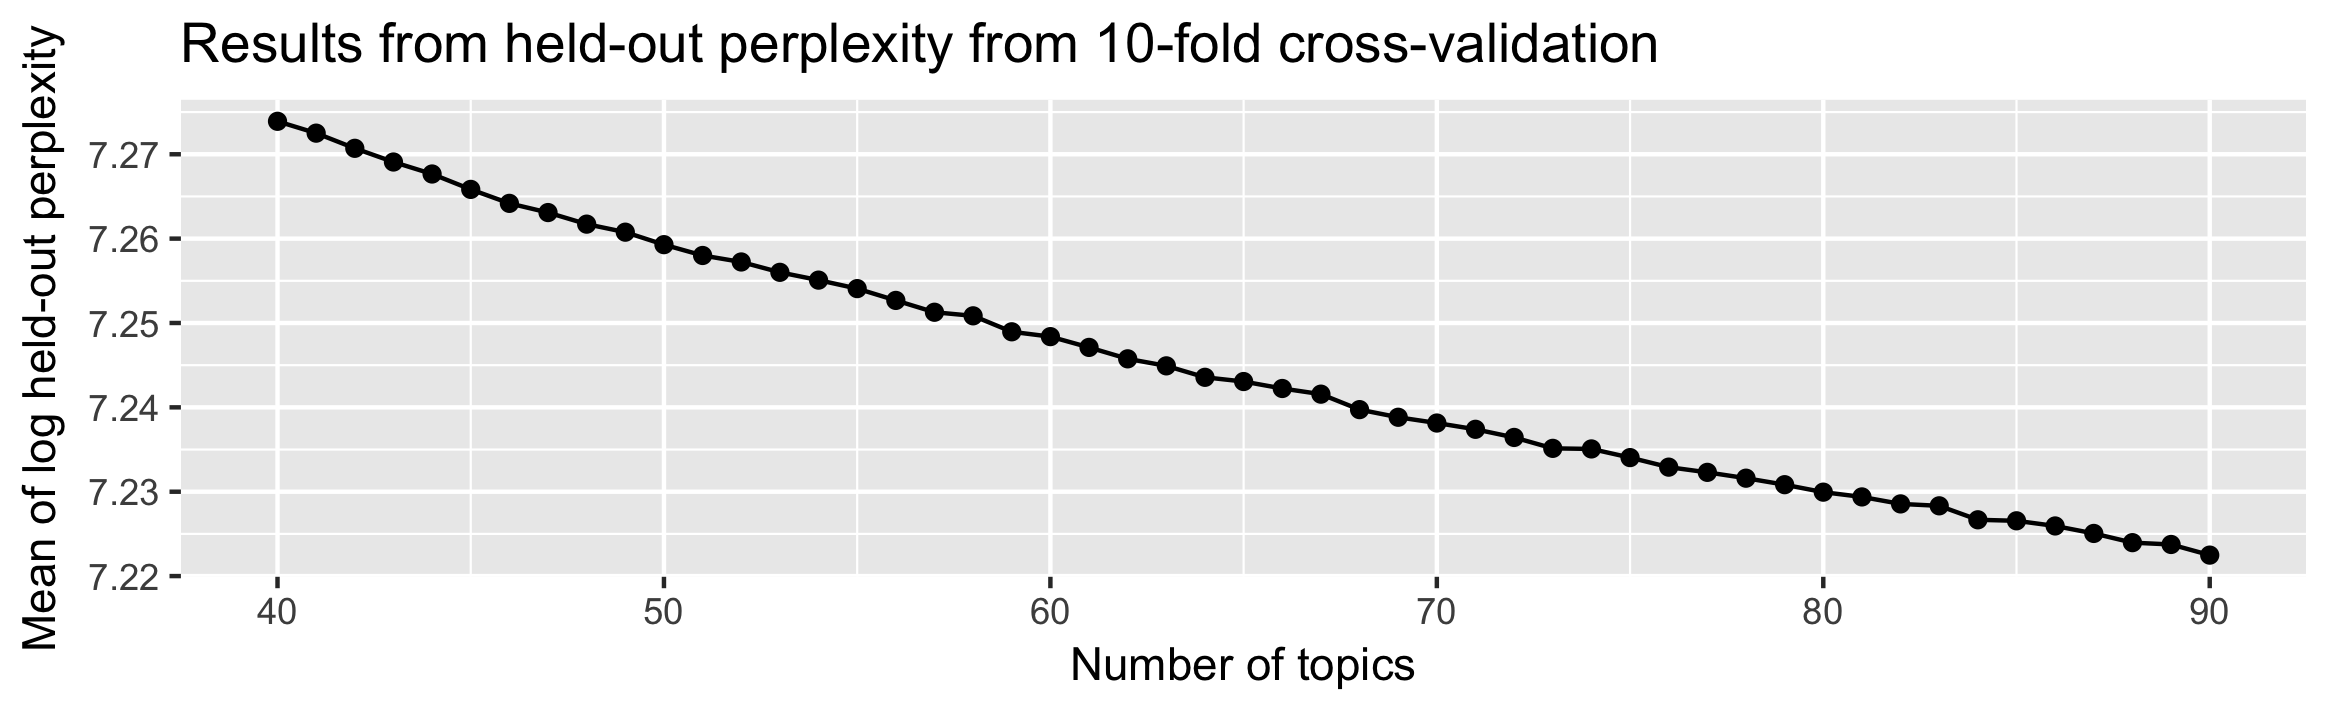 Results from held-out perplexity from 10-fold cross-validation
Mean of log held-out perplexity
7.27
7.26
7.25
7.24
7.23
7.22
40 50 60 70 80 90
Number of topics